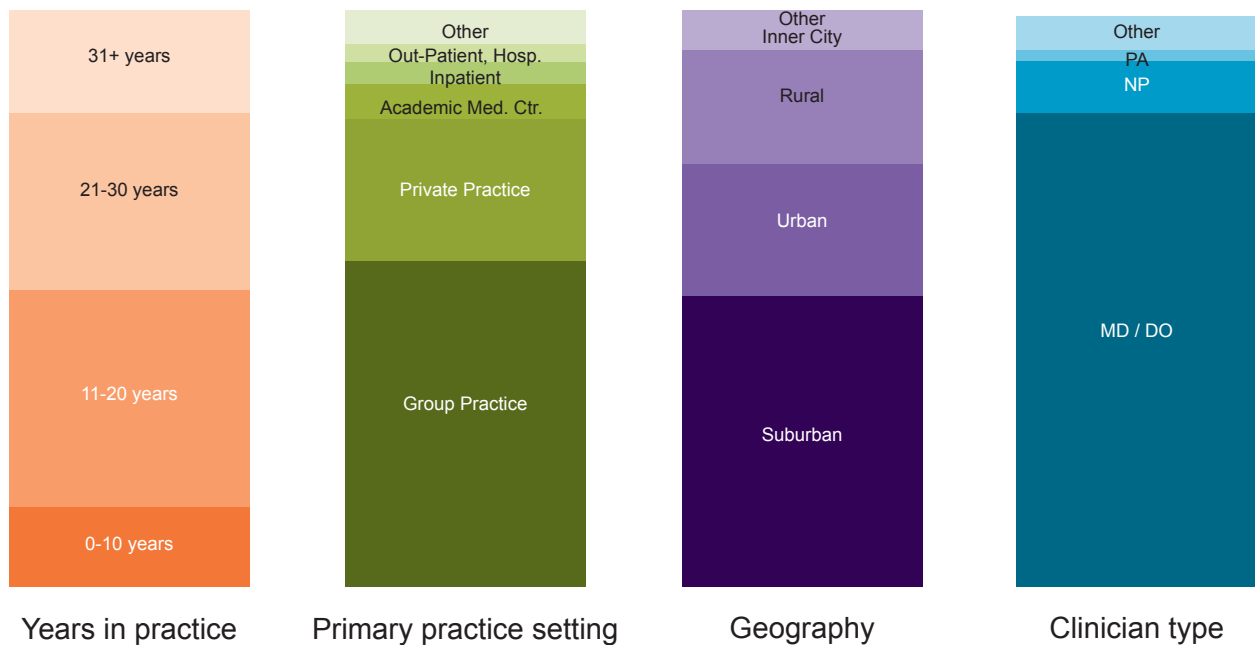 31+ years
21-30 years
11-20 years
0-10 years
Years in practice
Other
Out-Patient, Hosp.
Inpatient
Academic Med. Ctr.
Private Practice
Group Practice
Primary practice setting
Other
Inner City
Rural
Urban
Suburban
Geography
Other
PA
NP
MD / DO
Clinician type